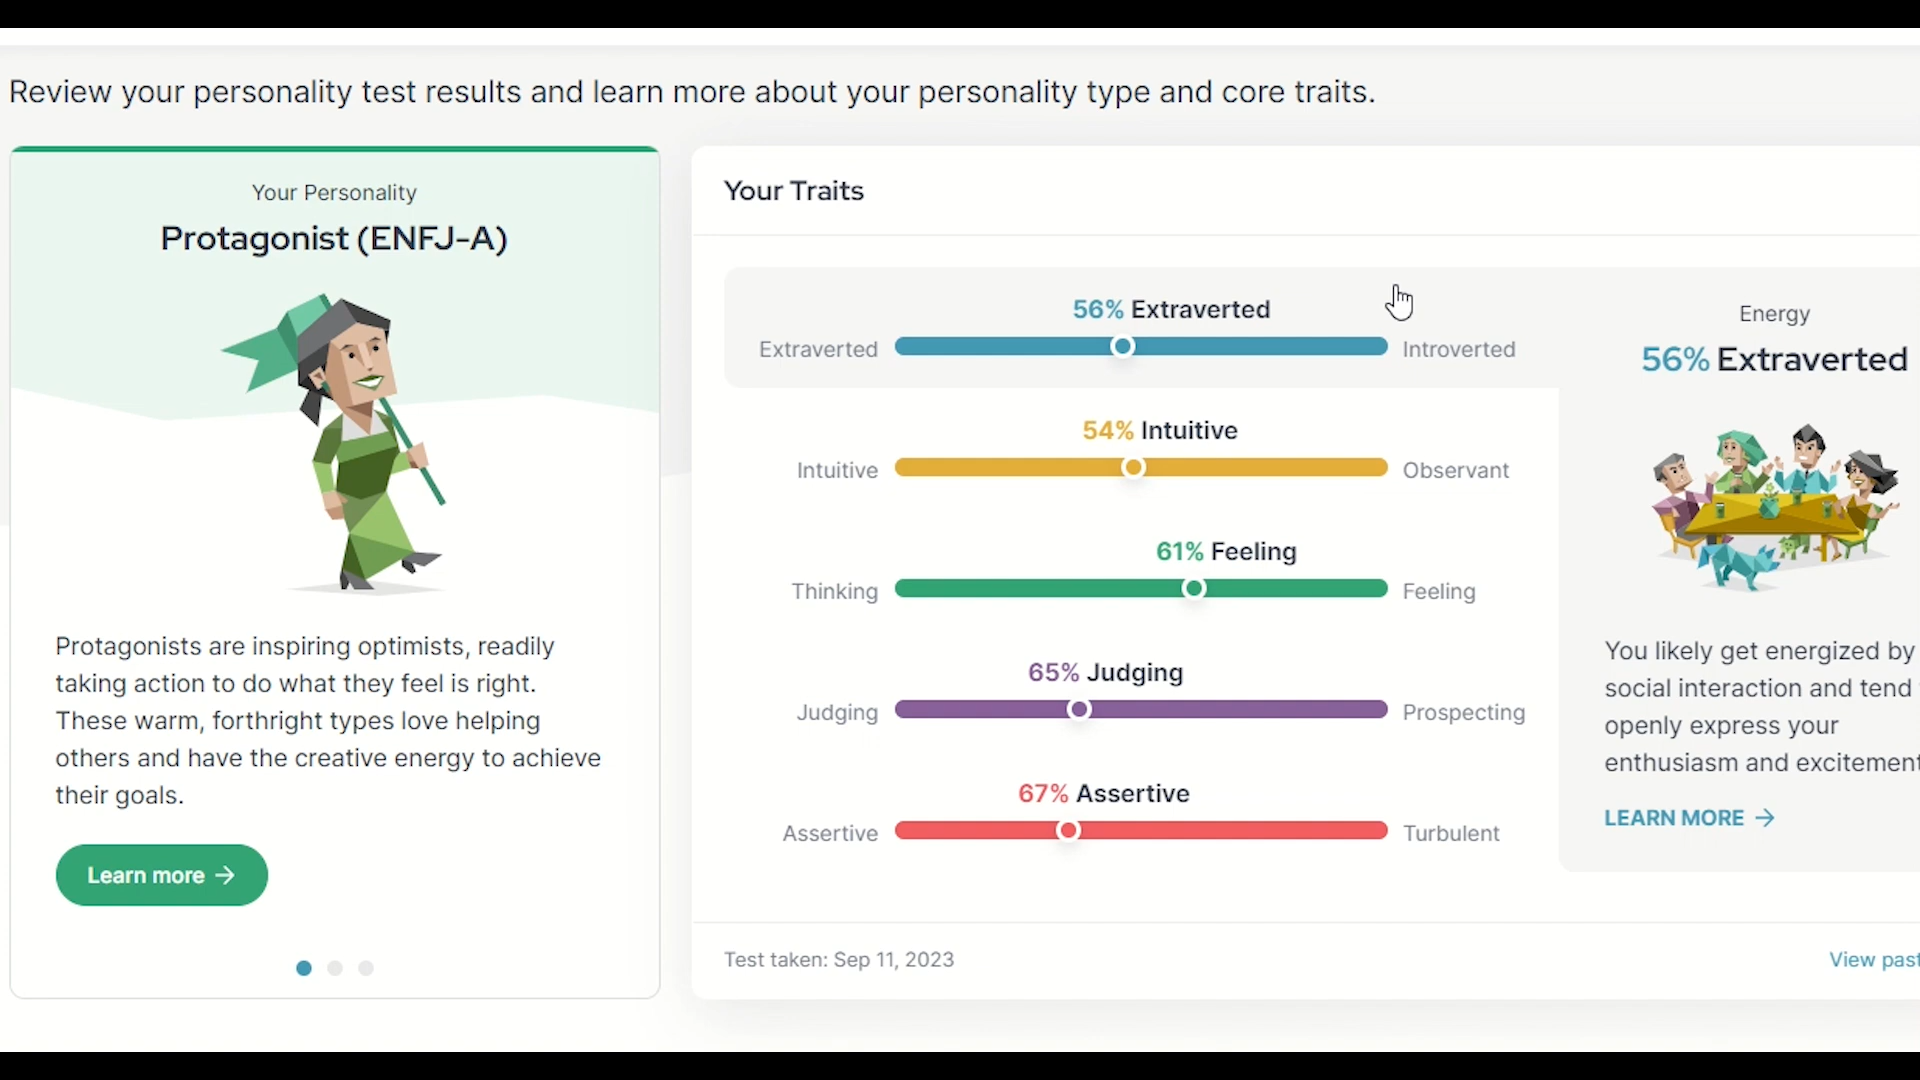 Review your personality test results and learn more about your personality type and core traits.
Your Personality
Protagonist (ENFJ-A)
Protagonists are inspiring optimists, readily
taking action to do what they feel is right.
These warm, forthright types love helping
others and have the creative energy to achieve
their goals.
Learn more →
Your Traits
56% Extraverted
Extraverted Introverted
54% Intuitive
Intuitive Observant
61% Feeling
Thinking Feeling
65% Judging
Judging Prospecting
67% Assertive
Assertive Turbulent
Energy
56% Extraverted
You likely get energized by
social interaction and tend
openly express your
enthusiasm and excitement
LEARN MORE →
Test taken: Sep 11, 2023
View past